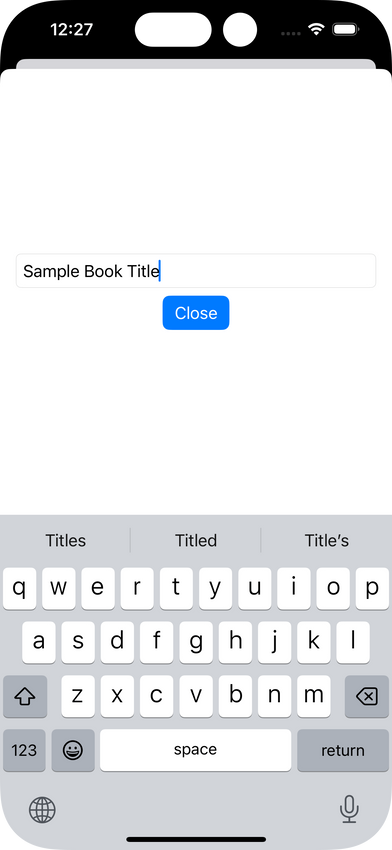 12:27
Sample Book Title
Close
Titles Titled Title’s
q w e r t y u i o p
a s d f g h j k l
z x c v b n m
123 space return